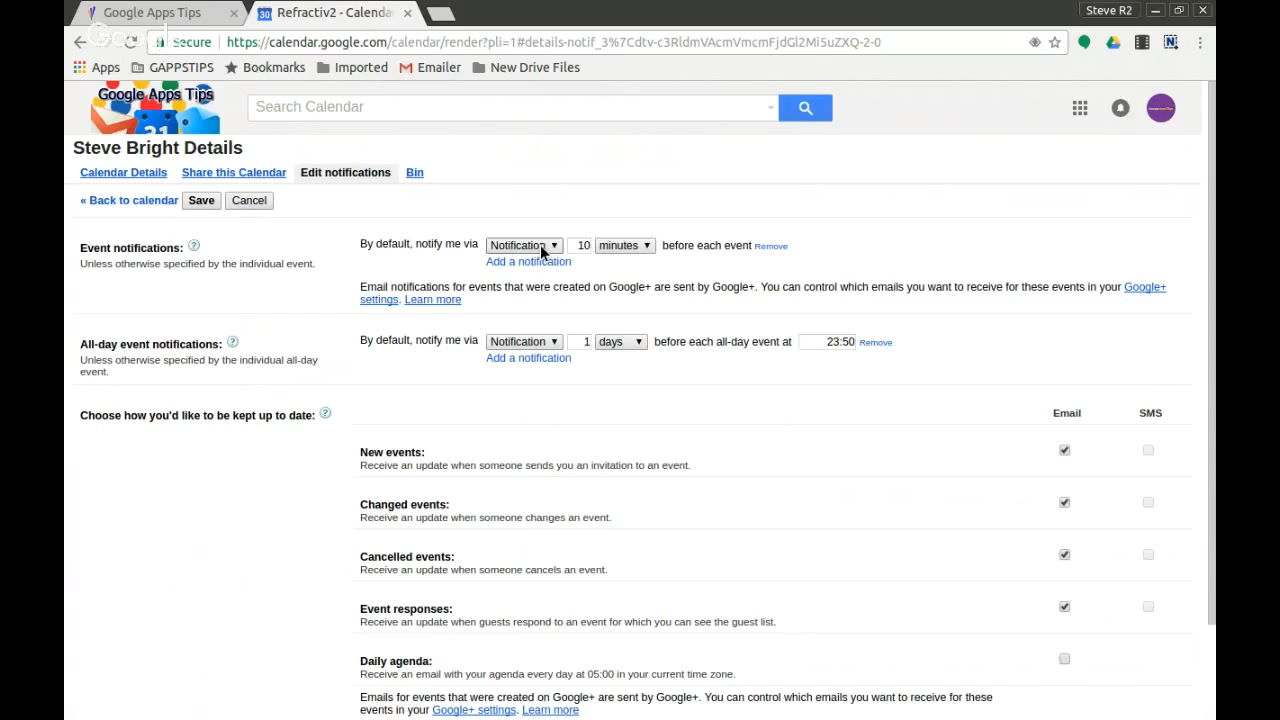 Google Apps Tips
Refractiv2 - Calenda
Steve R2
Secure
https://calendar.google.com/calendar/render?pli=1#details-notif_3%7Cdtv-c3RldmVAcmVmcmFjdGl2Mi5uZXQ-2-0
Apps GAPPSTIPS Bookmarks Imported Emailer New Drive Files
Google Apps Tips
31
Search Calendar
Steve Bright Details
Calendar Details Share this Calendar Edit notifications Bin
« Back to calendar Save Cancel
Event notifications:
Unless otherwise specified by the individual event.
By default, notify me via Notification 10 minutes before each event Remove
Add a notification
Email notifications for events that were created on Google+ are sent by Google+. You can control which emails you want to receive for these events in your Google+
settings. Learn more
All-day event notifications:
Unless otherwise specified by the individual all-day
event.
By default, notify me via Notification 1 days before each all-day event at 23:50 Remove
Add a notification
Choose how you'd like to be kept up to date:
Email SMS
New events:
Receive an update when someone sends you an invitation to an event.
Changed events:
Receive an update when someone changes an event.
Cancelled events:
Receive an update when someone cancels an event.
Event responses:
Receive an update when guests respond to an event for which you can see the guest list.
Daily agenda:
Receive an email with your agenda every day at 05:00 in your current time zone.
Emails for events that were created on Google+ are sent by Google+. You can control which emails you want to receive for these
events in your Google+ settings. Learn more